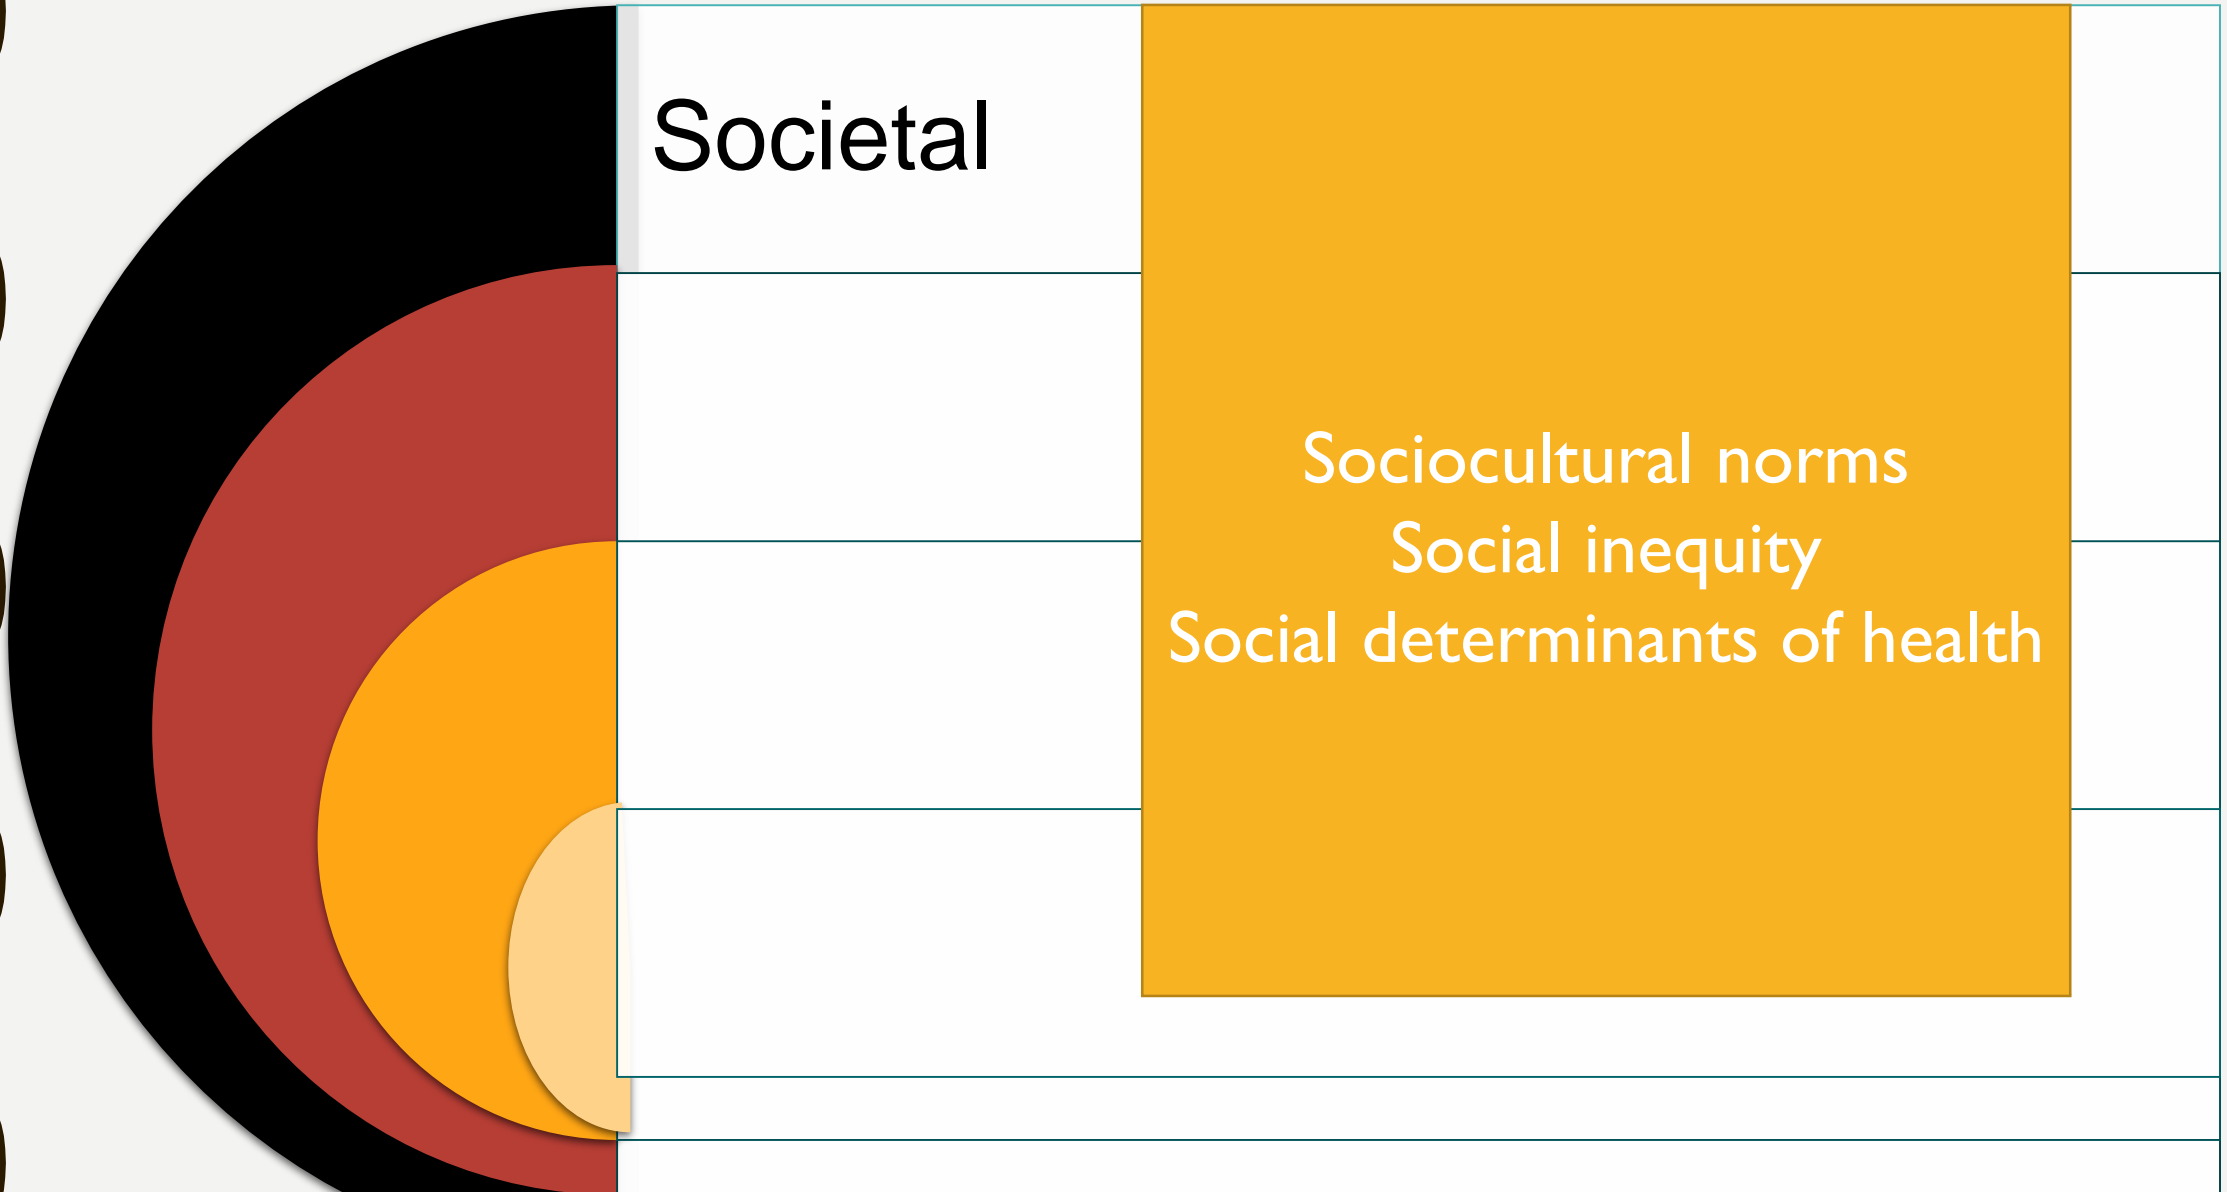 Societal
Sociocultural norms
Social inequity
Social determinants of health